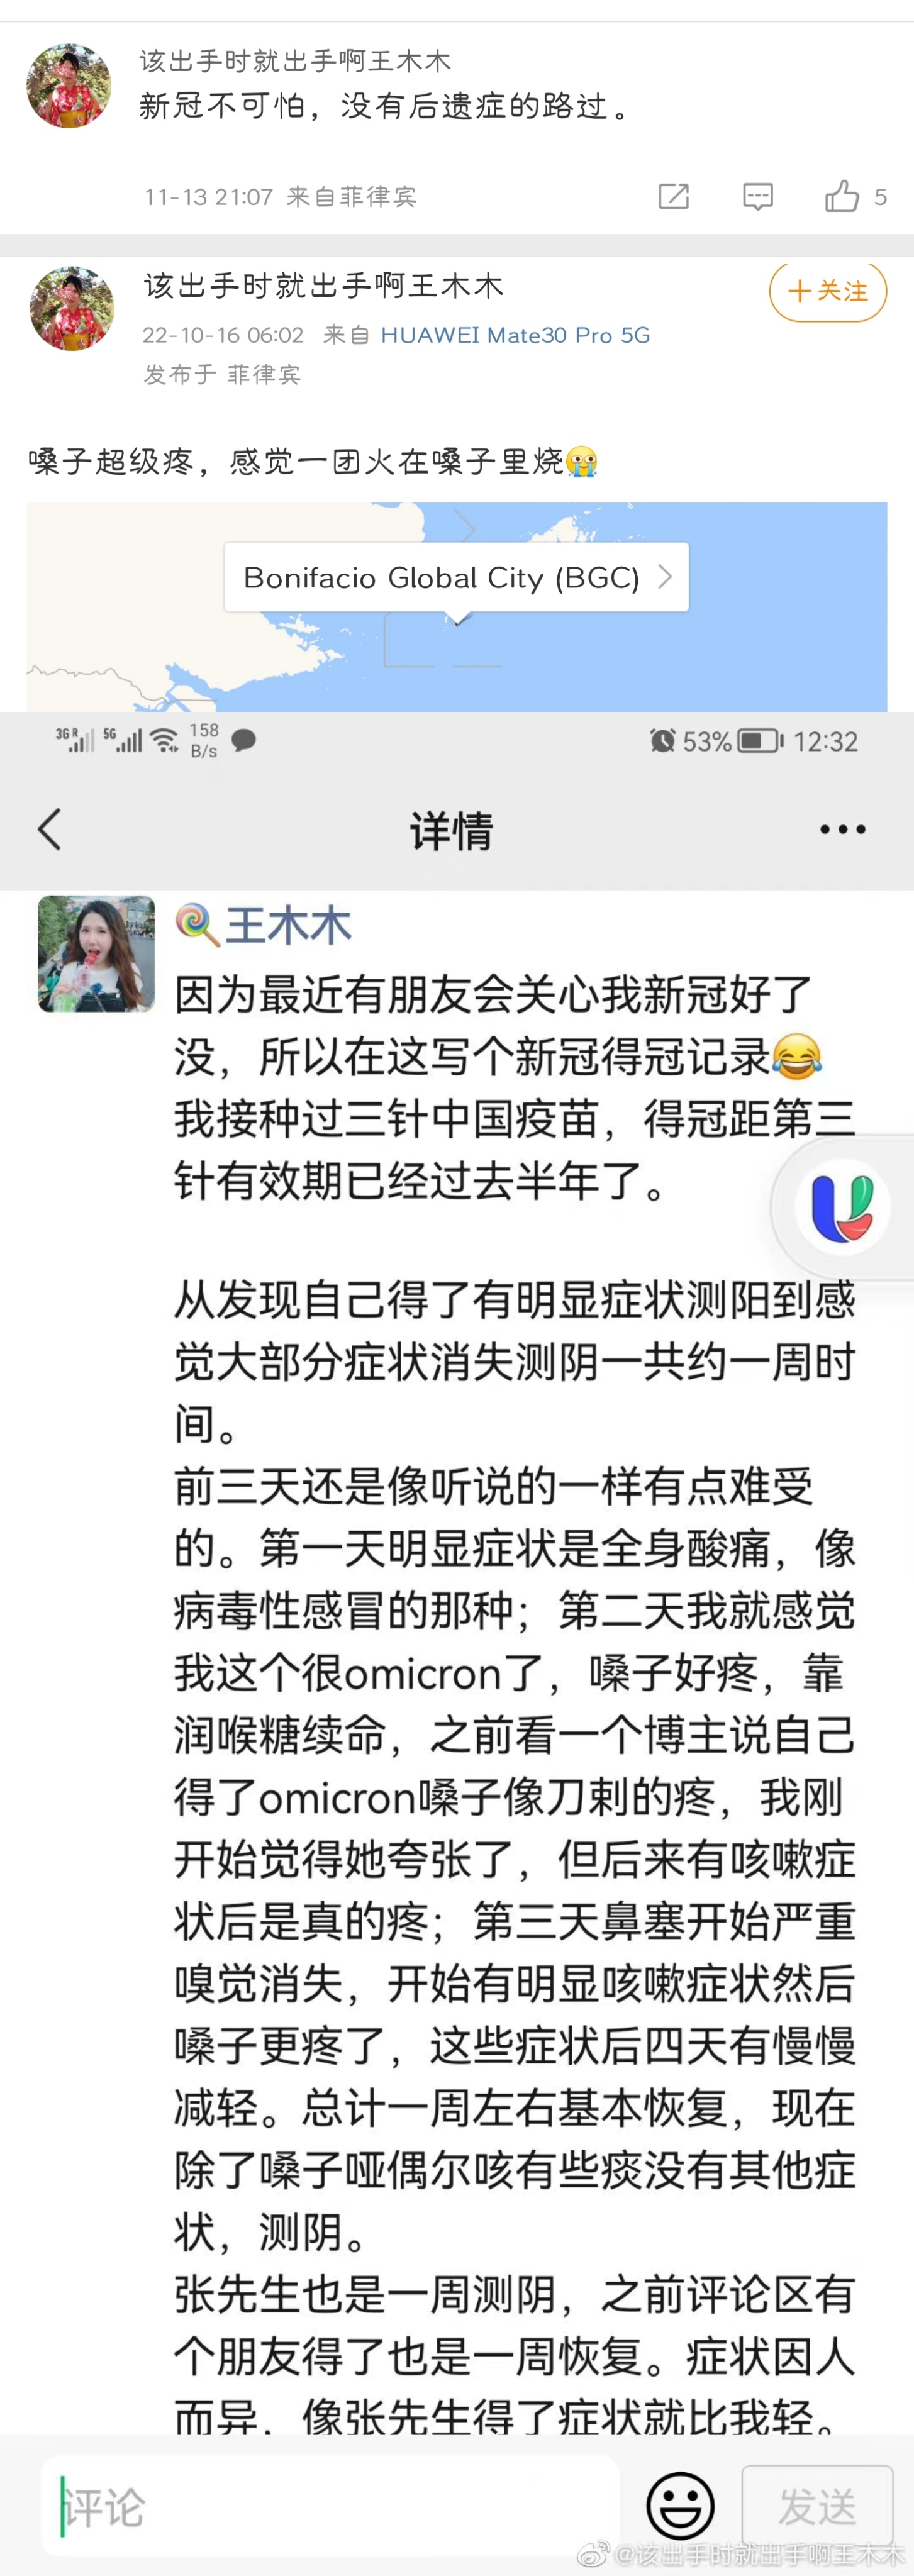 该出手时就出手啊王木木
新冠不可怕，没有后遗症的路过。
11-13 21:07 来自菲律宾
5
该出手时就出手啊王木木
十关注
22-10-16 06:02 来自 HUAWEI Mate30 Pro 5G
发布于 菲律宾
嗓子超级疼，感觉一团火在嗓子里烧😭
Bonifacio Global City (BGC)
3G R 5G 158 B/s 53% 12:32
详情
🍭王木木
因为最近有朋友会关心我新冠好了
没，所以在这写个新冠得冠记录😂
我接种过三针中国疫苗，得冠距第三
针有效期已经过去半年了。
从发现自己得了有明显症状测阳到感
觉大部分症状消失测阴一共约一周时
间。
前三天还是像听说的一样有点难受
的。第一天明显症状是全身酸痛，像
病毒性感冒的那种；第二天我就感觉
我这个很omicron了，嗓子好疼，靠
润喉糖续命，之前看一个博主说自己
得了omicron嗓子像刀刺的疼，我刚
开始觉得她夸张了，但后来有咳嗽症
状后是真的疼；第三天鼻塞开始严重
嗅觉消失，开始有明显咳嗽症状然后
嗓子更疼了，这些症状后四天有慢慢
减轻。总计一周左右基本恢复，现在
除了嗓子哑偶尔咳有些痰没有其他症
状，测阴。
张先生也是一周测阴，之前评论区有
个朋友得了也是一周恢复。症状因人
而异，像张先生得了症状就比我轻。
评论
发送
@该出手时就出手啊王木木